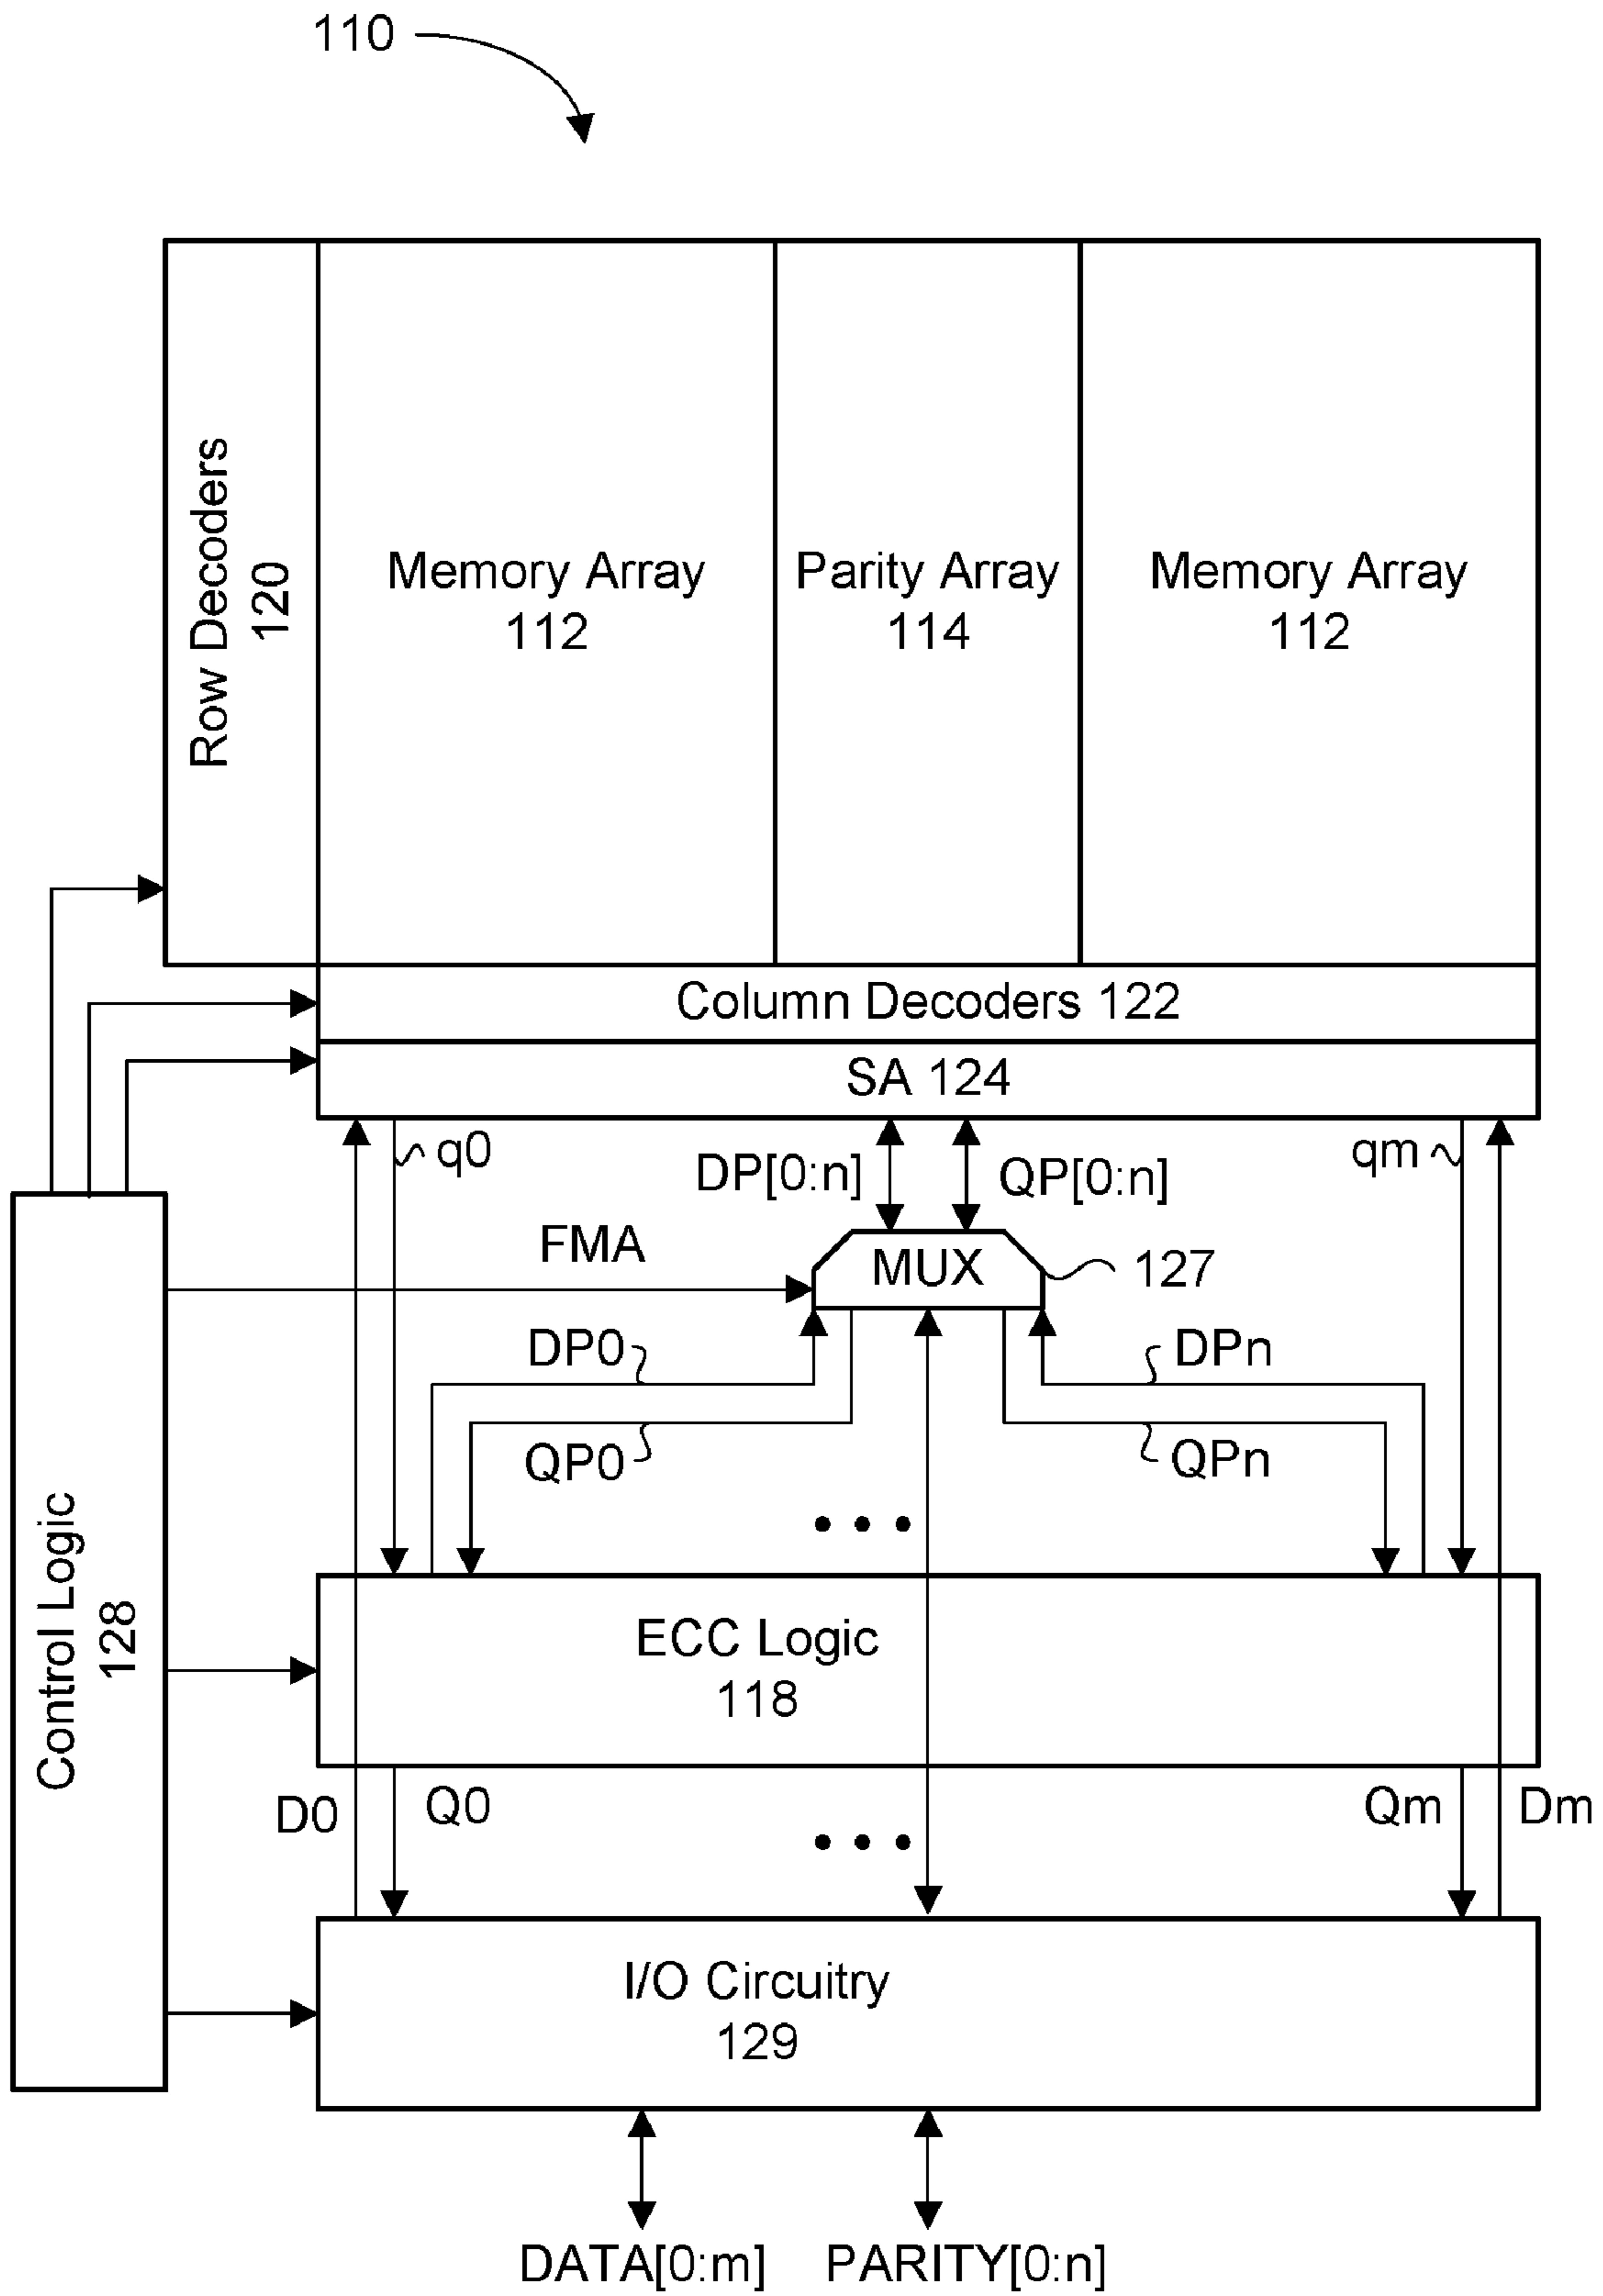 110
Row Decoders
120
Memory Array
112
Parity Array
114
Memory Array
112
Column Decoders 122
SA 124
q0
DP[0:n]
QP[0:n]
qm
FMA
MUX
127
DP0
DPn
QP0
QPn
Control Logic
128
ECC Logic
118
D0
Q0
Qm
Dm
I/O Circuitry
129
DATA[0:m]
PARITY[0:n]